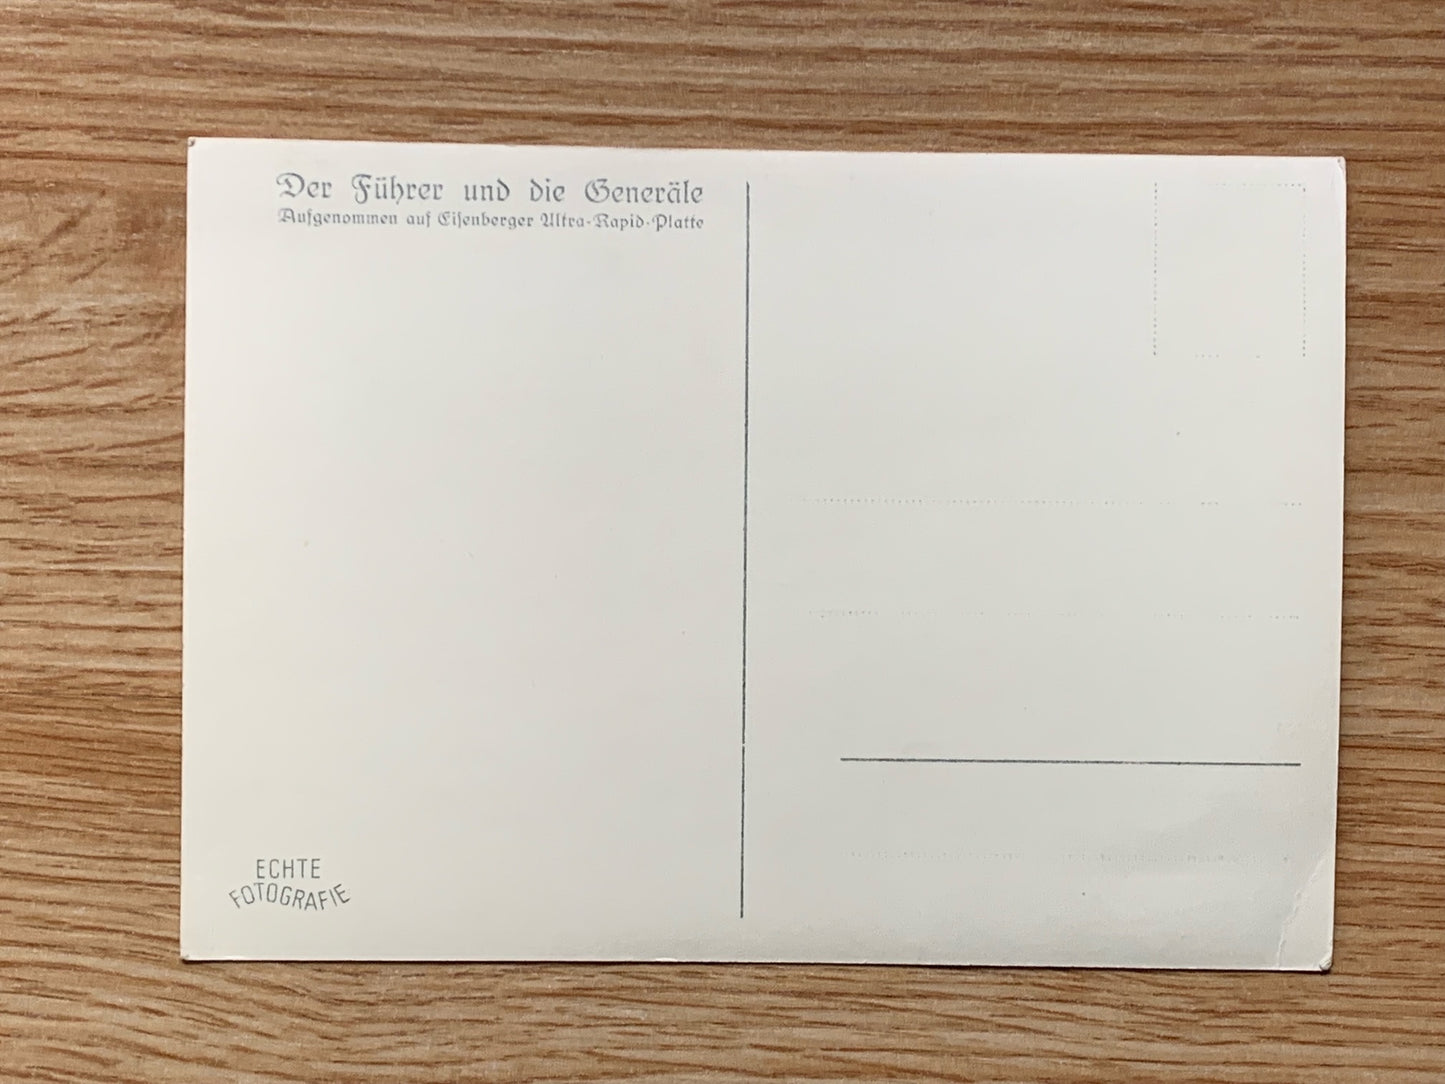 Der Führer und die Generäle
Aufgenommen auf Eisenberger Ultra-Rapid-Platte
ECHTE
FOTOGRAFIE